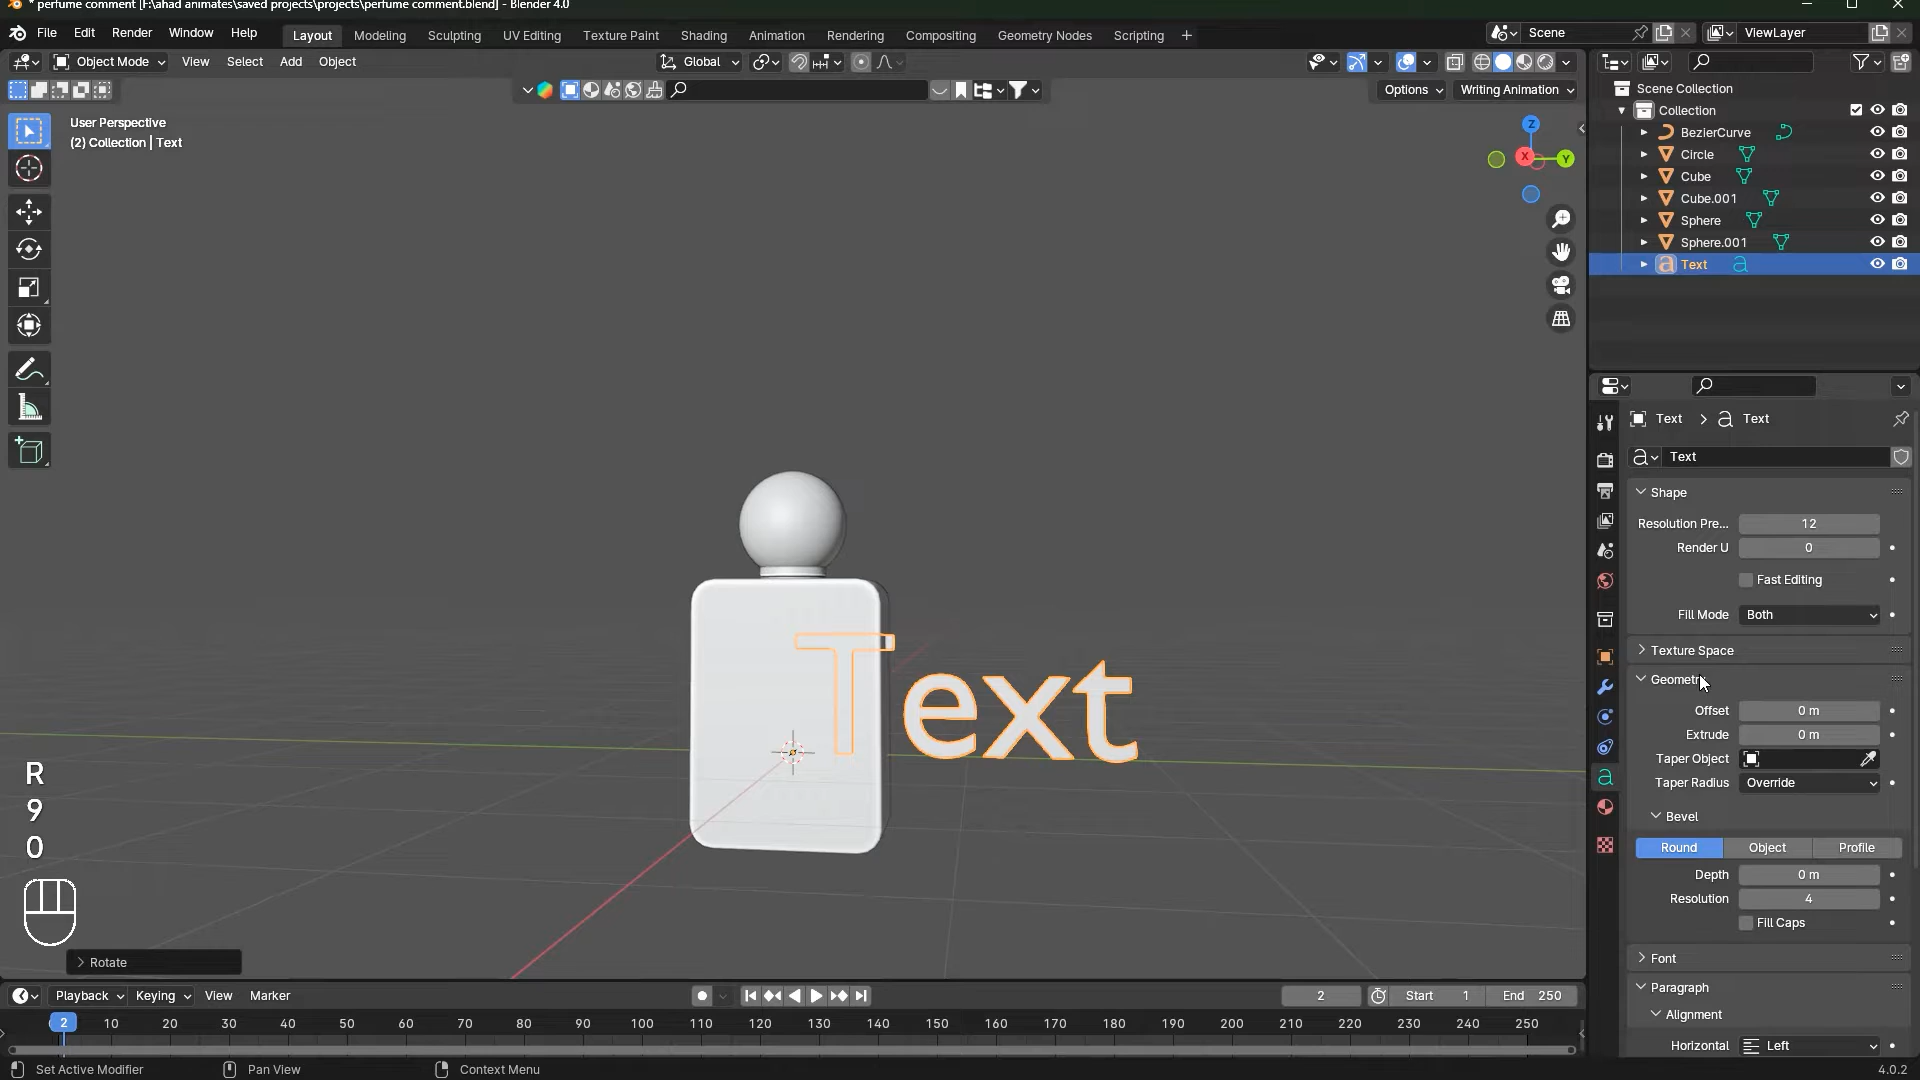 * perfume comment [F:\ahad animates\saved projects\projects\perfume comment.blend] - Blender 4.0
File Edit Render Window Help Layout Modeling Sculpting UV Editing Texture Paint Shading Animation Rendering Compositing Geometry Nodes Scripting + Scene ViewLayer
Object Mode View Select Add Object Global
Options Writing Animation
User Perspective
(2) Collection | Text
Z
X
Y
Scene Collection
Collection
BezierCurve
Circle
Cube
Cube.001
Sphere
Sphere.001
Text
Text > Text
Text
Shape
Resolution Pre... 12
Render U 0
Fast Editing
Fill Mode Both
Texture Space
Geometry
Offset 0 m
Extrude 0 m
Taper Object
Taper Radius Override
Bevel
Round Object Profile
Depth 0 m
Resolution 4
Fill Caps
Font
Paragraph
Alignment
Horizontal Left
Text
R
9
0
Rotate
Playback Keying View Marker 2 Start 1 End 250
2 10 20 30 40 50 60 70 80 90 100 110 120 130 140 150 160 170 180 190 200 210 220 230 240 250
Set Active Modifier Pan View Context Menu 4.0.2